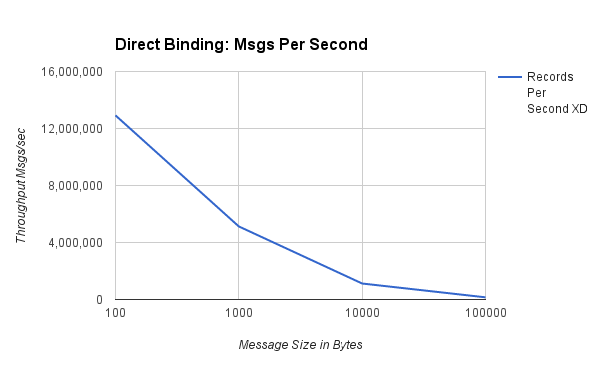 Direct Binding: Msgs Per Second
16,000,000
12,000,000
8,000,000
4,000,000
0
Throughput Msgs/sec
100 1000 10000 100000
Message Size in Bytes
Records
Per
Second XD